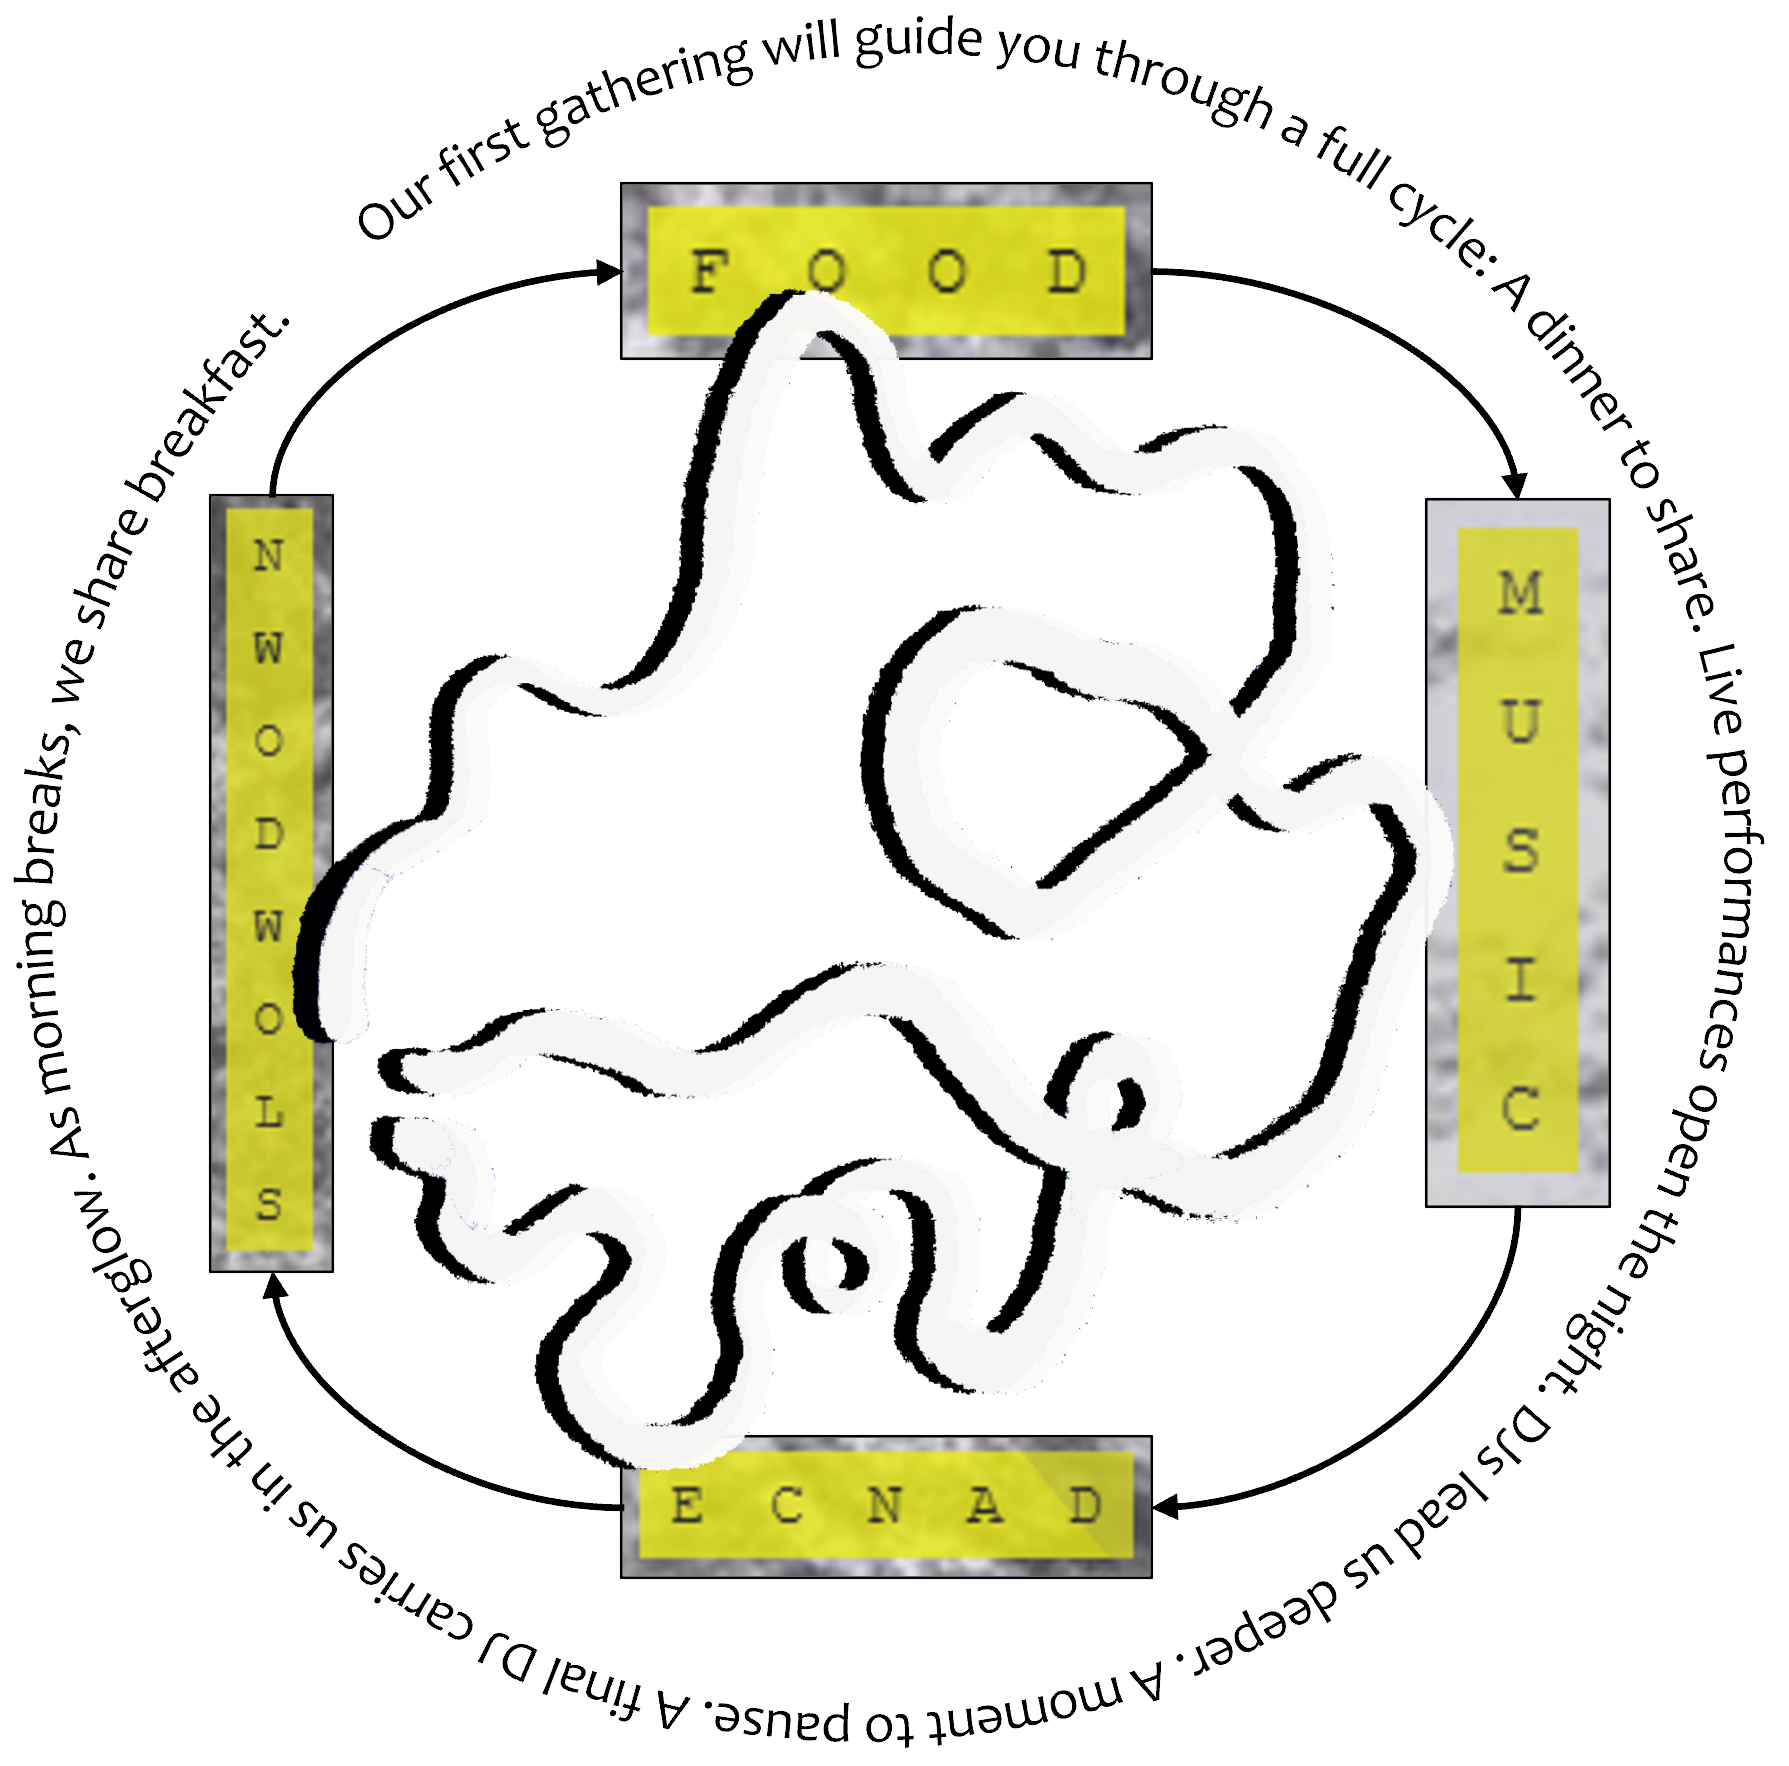 Our first gathering will guide you through a full cycle: A dinner to share. Live performances open the night. DJs lead us deeper. A moment to pause. A final DJ carries us in the afterglow. As morning breaks, we share breakfast.
FOOD
MUSIC
ECNAD
NWODWOLS